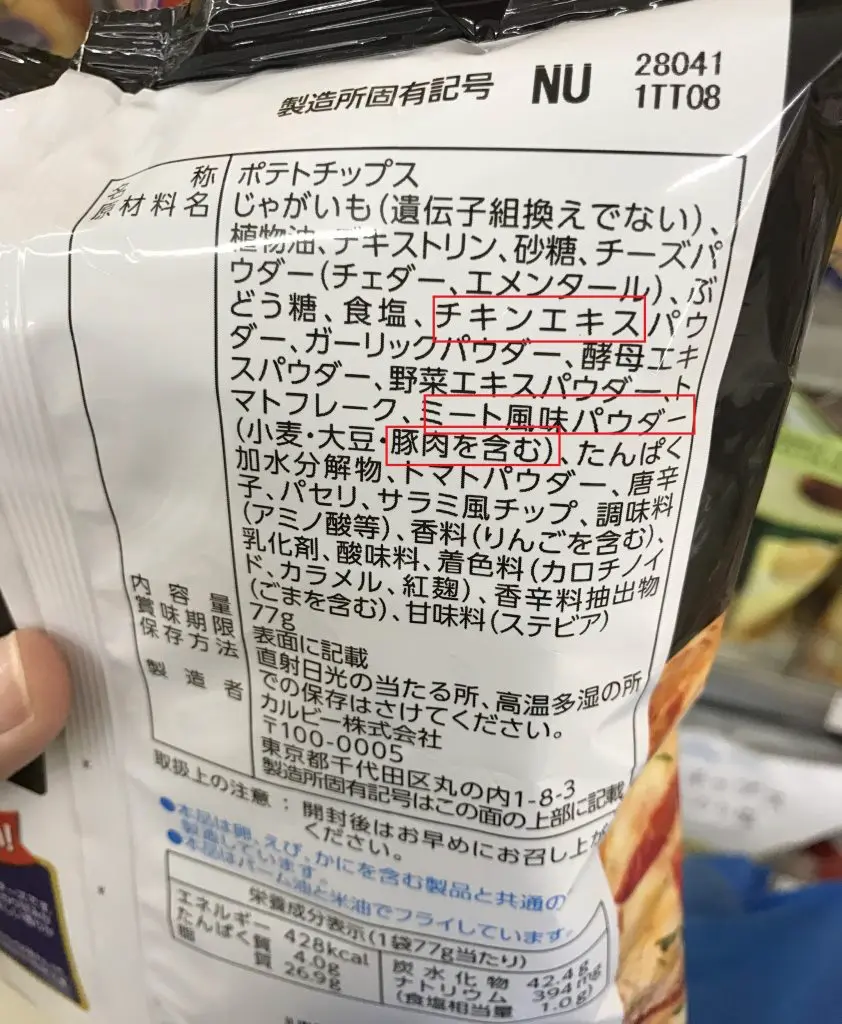 製造所固有記号 NU 28041
1TT08
名称 ポテトチップス
原材料名 じゃがいも(遺伝子組換えでない)、
植物油、デキストリン、砂糖、チーズパ
ウダー(チェダー、エメンタール)、ぶ
どう糖、食塩、チキンエキスパウ
ダー、ガーリックパウダー、酵母エキ
スパウダー、野菜エキスパウダー、ト
マトフレーク、ミート風味パウダー
(小麦・大豆・豚肉を含む)、たんぱく
加水分解物、トマトパウダー、唐辛
子、パセリ、サラミ風チップ、調味料
(アミノ酸等)、香料(りんごを含む)、
乳化剤、酸味料、着色料(カロチノイ
ド、カラメル、紅麹)、香辛料抽出物
(ごまを含む)、甘味料(ステビア)
内容量 77g
賞味期限 表面に記載
保存方法 直射日光の当たる所、高温多湿の所
での保存はさけてください。
製造者 カルビー株式会社
〒100-0005
東京都千代田区丸の内1-8-3
製造所固有記号はこの面の上部に記載
取扱上の注意:開封後はお早めにお召し上が
ください。
●本品は卵、えび、かにを含む製品と共通の
製造しています。
●本品はパーム油と米油でフライしています。
栄養成分表示(1袋77g当たり)
エネルギー 428kcal 炭水化物 42.4g
たんぱく質 4.0g ナトリウム 394mg
脂質 26.9g (食塩相当量 1.0g)